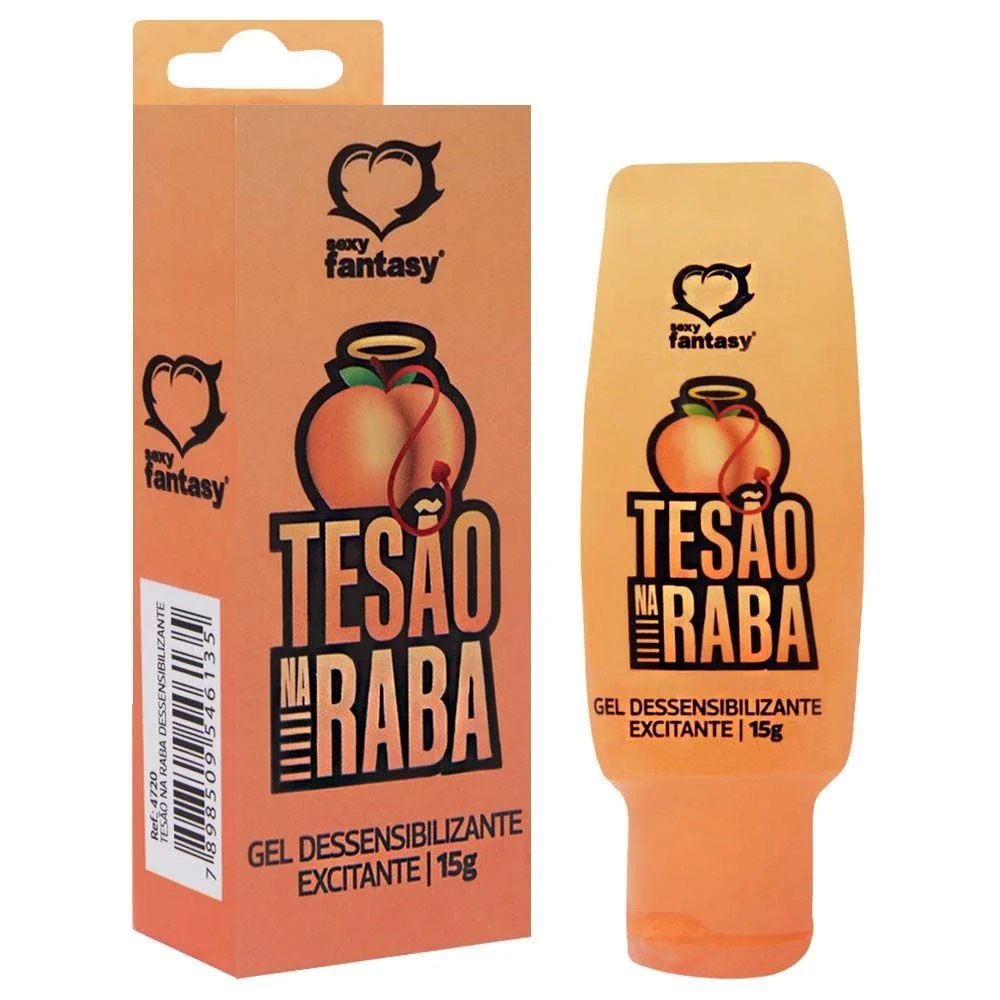 sexy
fantasy®
TESÃO
NA RABA
GEL DESSENSIBILIZANTE
EXCITANTE | 15g
sexy
fantasy®
Ref.: 4720
TESÃO NA RABA DESSENSIBILIZANTE
7 898509 546135
sexy
fantasy®
TESÃO
NA RABA
GEL DESSENSIBILIZANTE
EXCITANTE | 15g